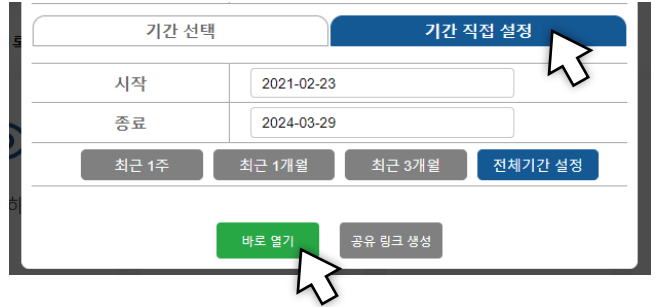 기간 선택 기간 직접 설정
시작 2021-02-23
종료 2024-03-29
최근 1주 최근 1개월 최근 3개월 전체기간 설정
바로 열기 공유 링크 생성